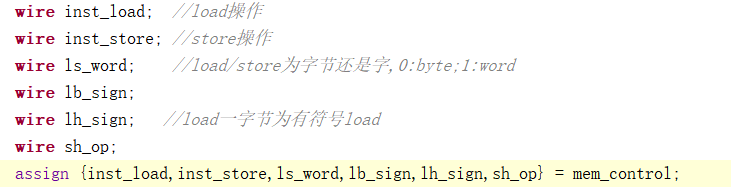 wire inst_load;  //load操作
wire inst_store; //store操作
wire ls_word;    //load/store为字节还是字,0:byte;1:word
wire lb_sign;
wire lh_sign;   //load一字节为有符号load
wire sh_op;
assign {inst_load,inst_store,ls_word,lb_sign,lh_sign,sh_op} = mem_control;